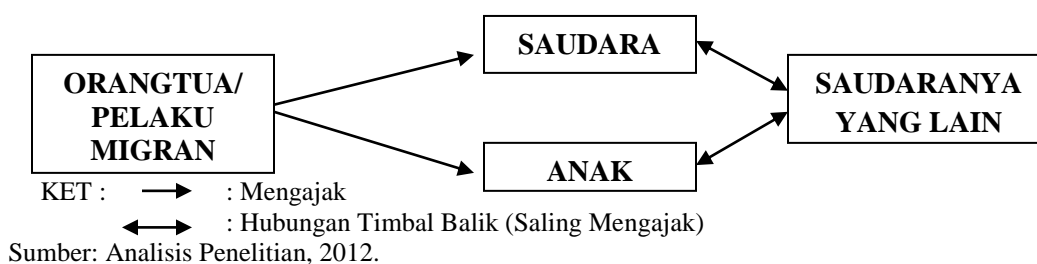 SAUDARA
ORANGTUA/
PELAKU
MIGRAN
SAUDARANYA
YANG LAIN
ANAK
KET : : Mengajak
: Hubungan Timbal Balik (Saling Mengajak)
Sumber: Analisis Penelitian, 2012.